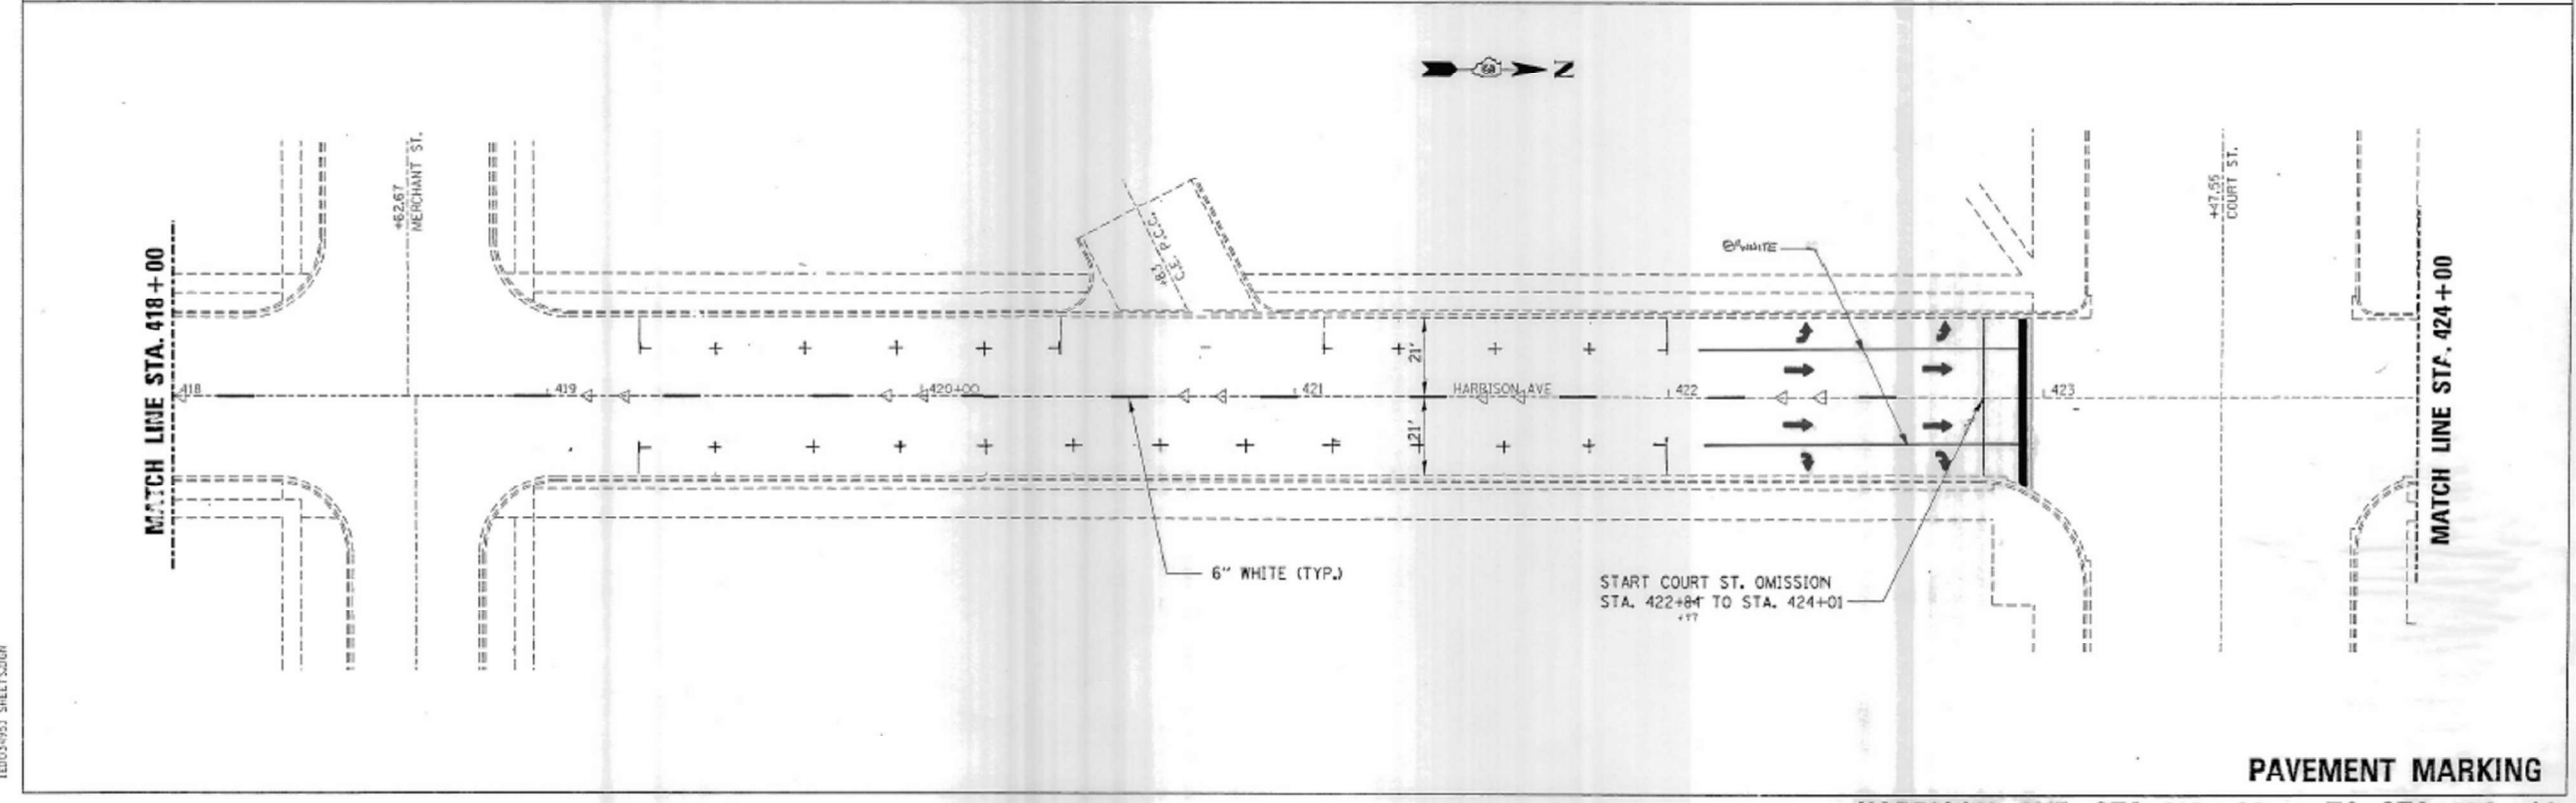 N
+62.67
MERCHANT ST.
+83
C.E. P.C.C.
+47.55
COURT ST.
8" WHITE
MATCH LINE STA. 418+00
MATCH LINE STA. 424+00
21'
418
419
420+00
421
HARRISON AVE
422
423
21'
6" WHITE (TYP.)
START COURT ST. OMISSION
STA. 422+84 TO STA. 424+01
+77
PAVEMENT MARKING